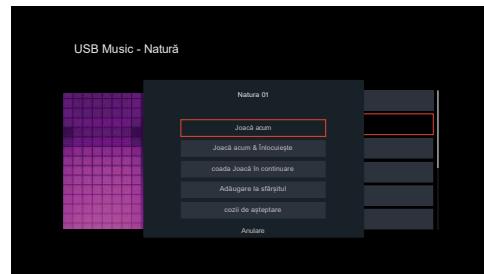 USB Music - Natură
Natura 01
Joacă acum
Joacă acum & Înlocuiește
coada Joacă în continuare
Adăugare la sfârșitul
cozii de așteptare
Anulare